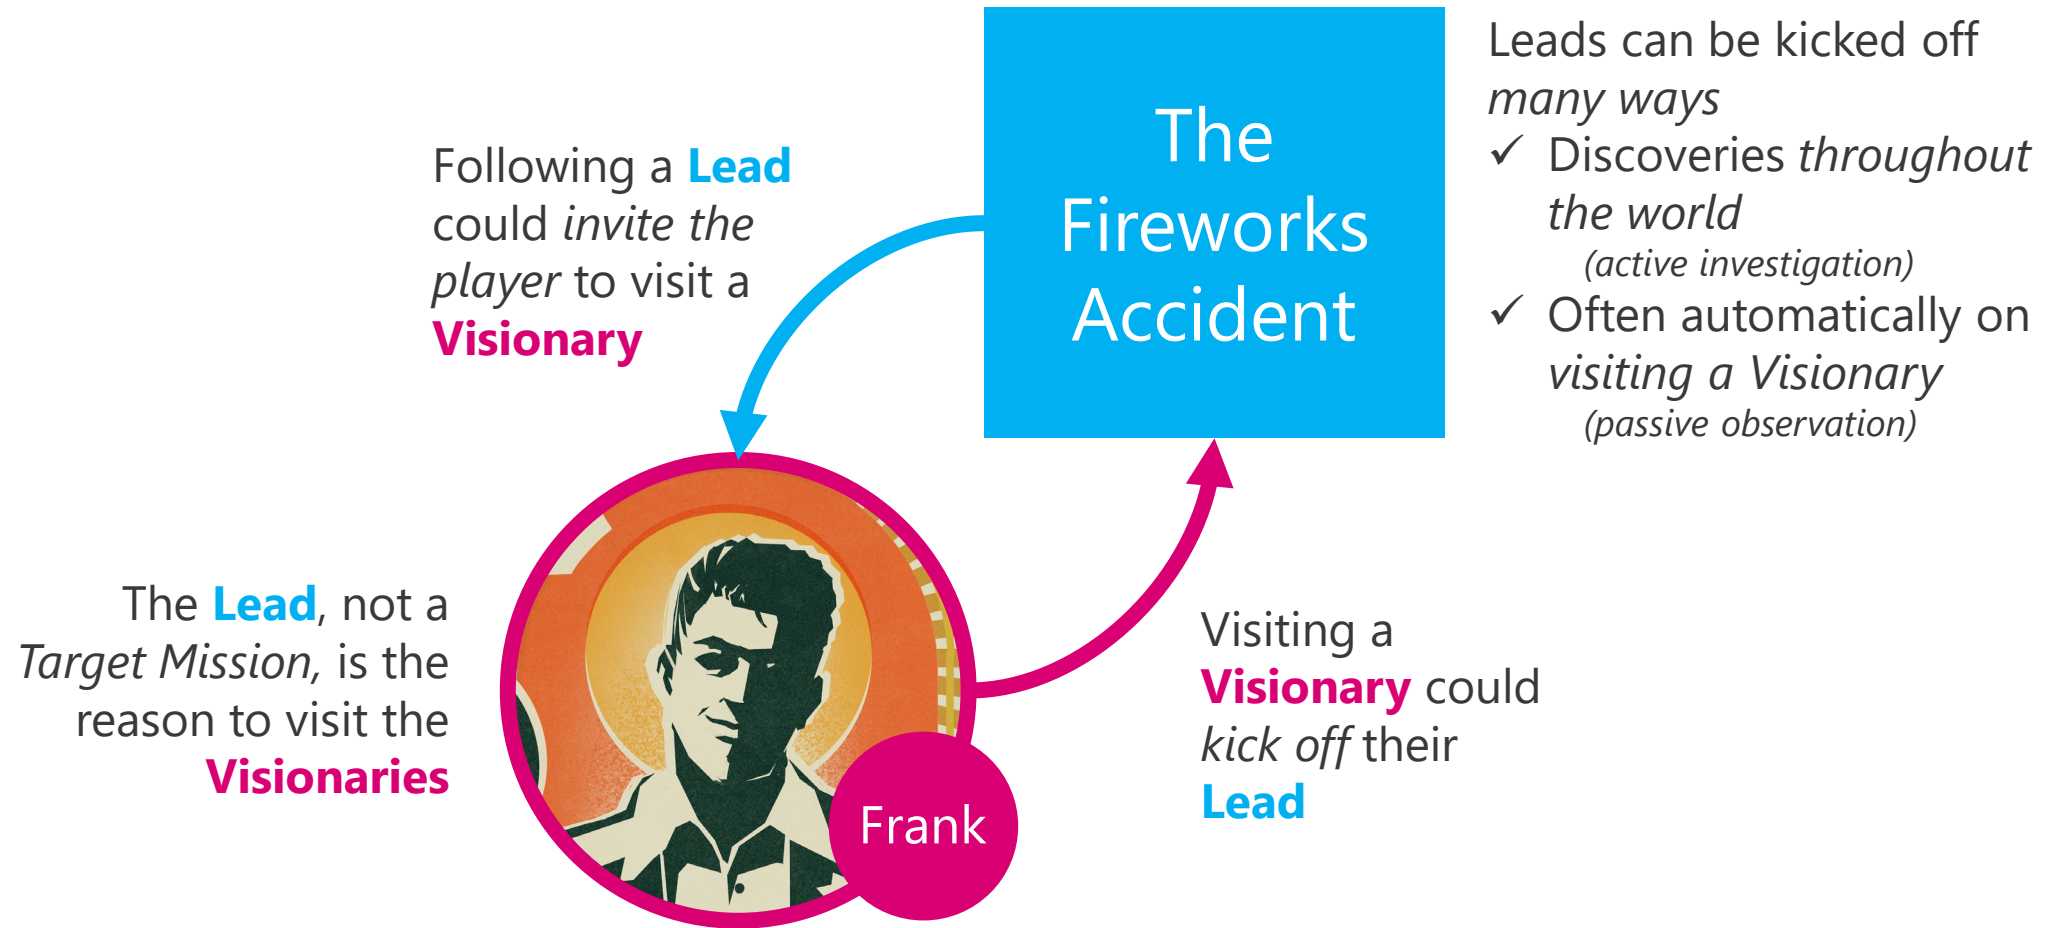 Following a Lead
could invite the
player to visit a
Visionary
The
Fireworks
Accident
Leads can be kicked off
many ways
✓ Discoveries throughout
the world
(active investigation)
✓ Often automatically on
visiting a Visionary
(passive observation)
The Lead, not a
Target Mission, is the
reason to visit the
Visionaries
Frank
Visiting a
Visionary could
kick off their
Lead